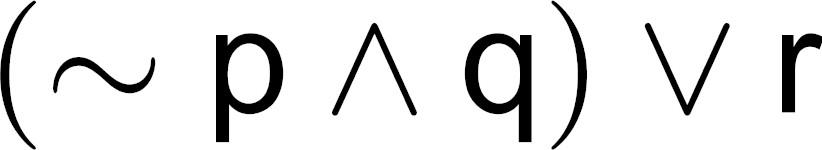 (∼ p ∧ q) ∨ r